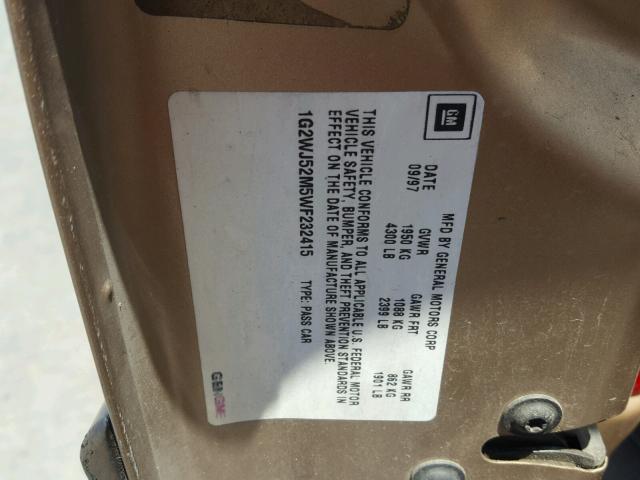 GM
MFD BY GENERAL MOTORS CORP
DATE GVWR GAWR FRT GAWR RR
09/97 1950 KG 1088 KG 862 KG
4300 LB 2399 LB 1901 LB
THIS VEHICLE CONFORMS TO ALL APPLICABLE U.S. FEDERAL MOTOR
VEHICLE SAFETY, BUMPER, AND THEFT PREVENTION STANDARDS IN
EFFECT ON THE DATE OF MANUFACTURE SHOWN ABOVE.
1G2WJ52M5WF232415 TYPE: PASS CAR